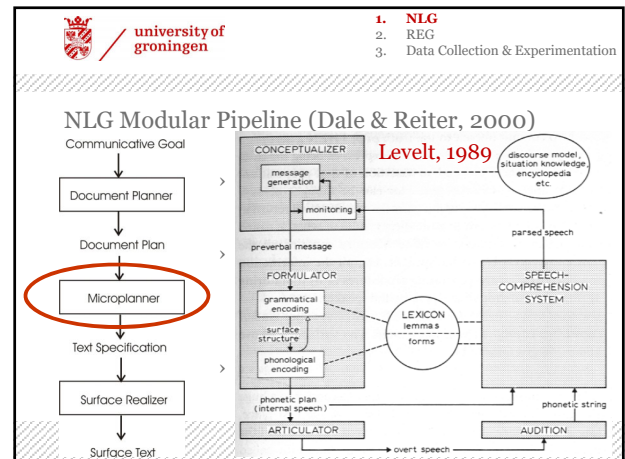 university of
groningen
1. NLG
2. REG
3. Data Collection & Experimentation
NLG Modular Pipeline (Dale & Reiter, 2000)
Communicative Goal
Document Planner
Document Plan
Microplanner
Text Specification
Surface Realizer
Surface Text
›
›
›
Levelt, 1989
CONCEPTUALIZER
message
generation
monitoring
discourse model,
situation knowledge,
encyclopedia
etc.
parsed speech
preverbal message
FORMULATOR
grammatical
encoding
surface
structure
phonological
encoding
LEXICON
lemmas
forms
SPEECH-
COMPREHENSION
SYSTEM
phonetic plan
(internal speech)
phonetic string
ARTICULATOR
AUDITION
overt speech